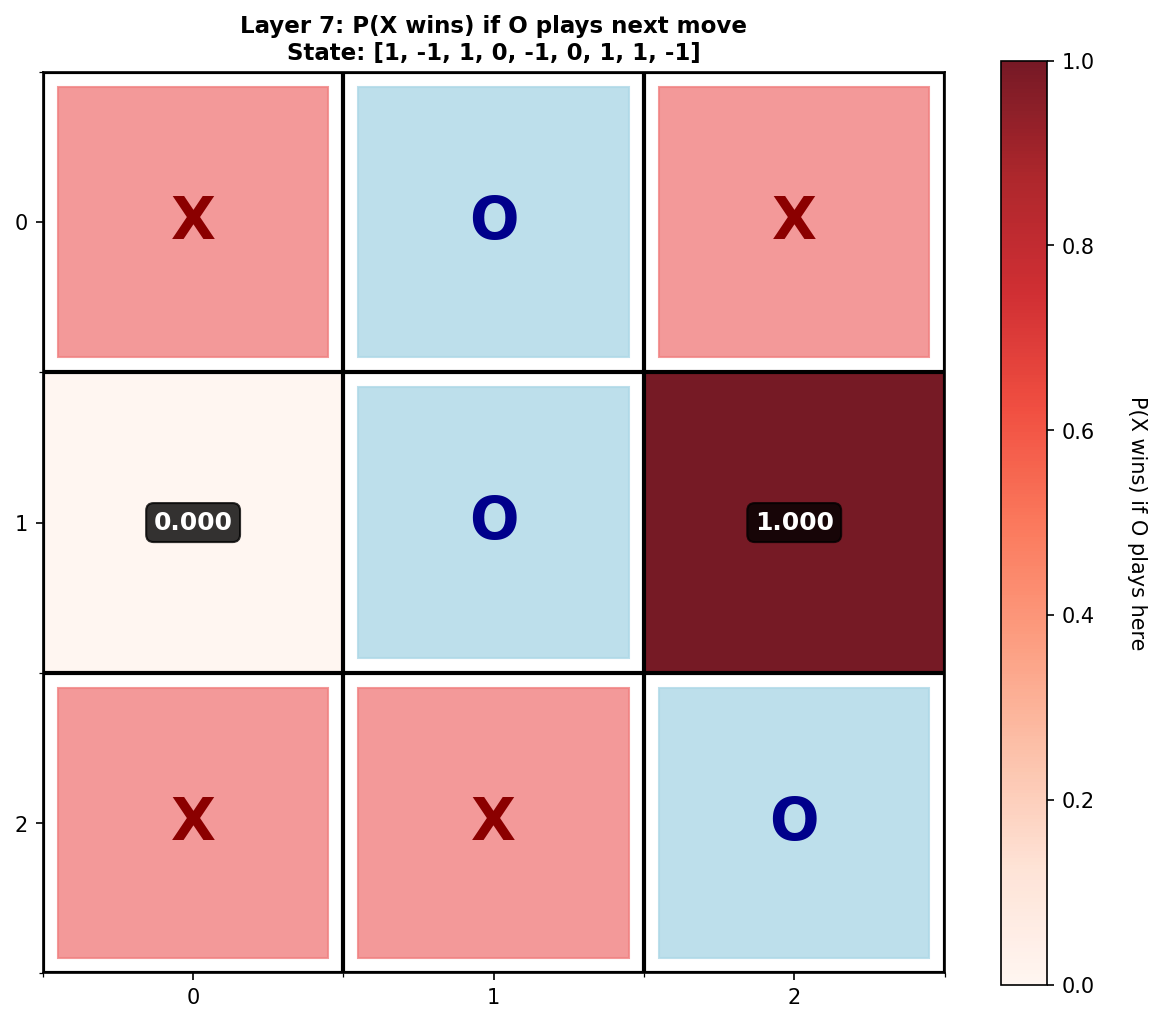 Layer 7: P(X wins) if O plays next move
State: [1, -1, 1, 0, -1, 0, 1, 1, -1]
0
X
O
X
1
0.000
O
1.000
2
X
X
O
0
1
2
1.0
0.8
0.6
0.4
0.2
0.0
P(X wins) if O plays here